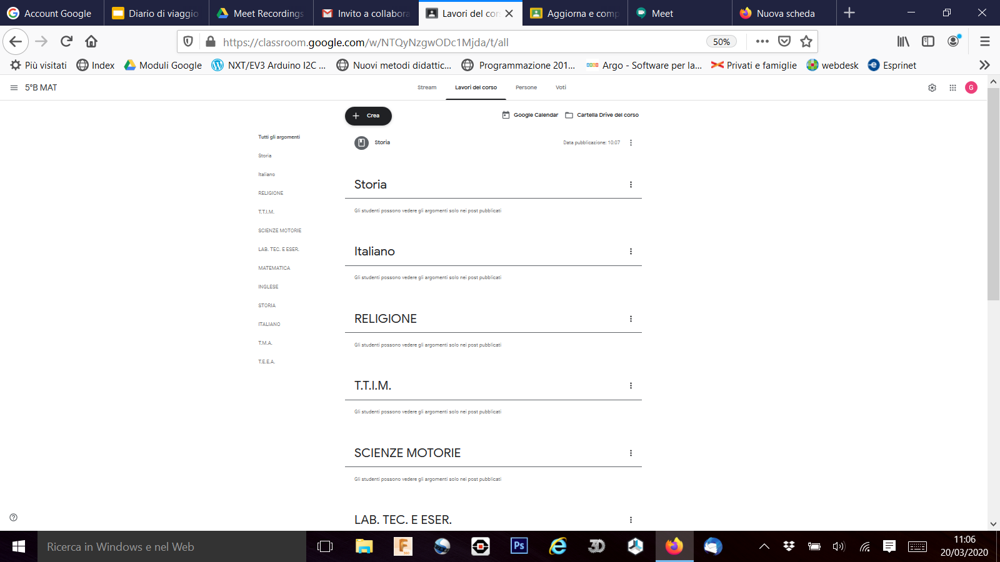 Account Google
Diario di viaggio
Meet Recordings
Invito a collabora
Lavori del cor
Aggiorna e comp
Meet
Nuova scheda
https://classroom.google.com/w/NTQyNzgwODc1Mjda/t/all
50%
Più visitati
Index
Moduli Google
NXT/EV3 Arduino I2C ...
Nuovi metodi didattic...
Programmazione 201...
Argo - Software per la...
Privati e famiglie
webdesk
Esprinet
5°B MAT
Stream
Lavori del corso
Persone
Voti
G
Crea
Google Calendar
Cartella Drive del corso
Tutti gli argomenti
Storia
Italiano
RELIGIONE
T.T.I.M.
SCIENZE MOTORIE
LAB. TEC. E ESER.
MATEMATICA
INGLESE
STORIA
ITALIANO
T.M.A.
T.E.E.A.
Storia
Data pubblicazione: 10:07
Storia
Gli studenti possono vedere gli argomenti solo nei post pubblicati
Italiano
Gli studenti possono vedere gli argomenti solo nei post pubblicati
RELIGIONE
Gli studenti possono vedere gli argomenti solo nei post pubblicati
T.T.I.M.
Gli studenti possono vedere gli argomenti solo nei post pubblicati
SCIENZE MOTORIE
Gli studenti possono vedere gli argomenti solo nei post pubblicati
LAB. TEC. E ESER.
Ricerca in Windows e nel Web
Ps
3D
11:06
20/03/2020